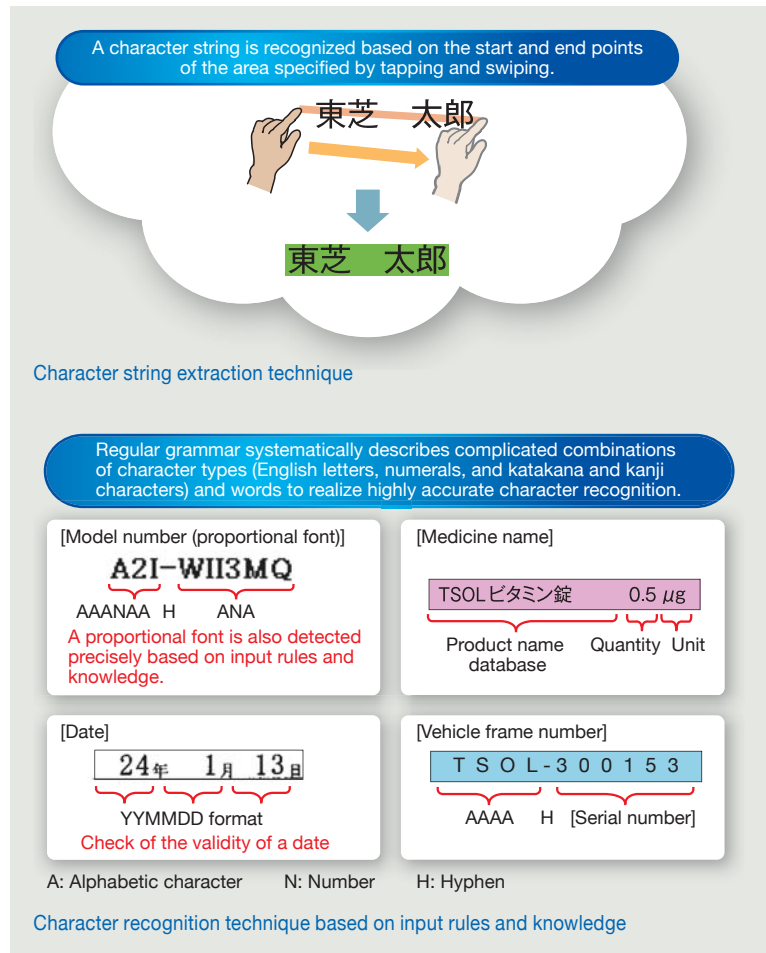 A character string is recognized based on the start and end points
of the area specified by tapping and swiping.
東芝　太郎
東芝　太郎
Character string extraction technique
Regular grammar systematically describes complicated combinations
of character types (English letters, numerals, and katakana and kanji
characters) and words to realize highly accurate character recognition.
[Model number (proportional font)]
A2I-WII3MQ
AAANAA H ANA
A proportional font is also detected
precisely based on input rules and
knowledge.
[Medicine name]
TSOLビタミン錠 0.5 μg
Product name
database
Quantity Unit
[Date]
24年 1月 13日
YYMMDD format
Check of the validity of a date
[Vehicle frame number]
TSOL-300153
AAAA H [Serial number]
A: Alphabetic character N: Number H: Hyphen
Character recognition technique based on input rules and knowledge